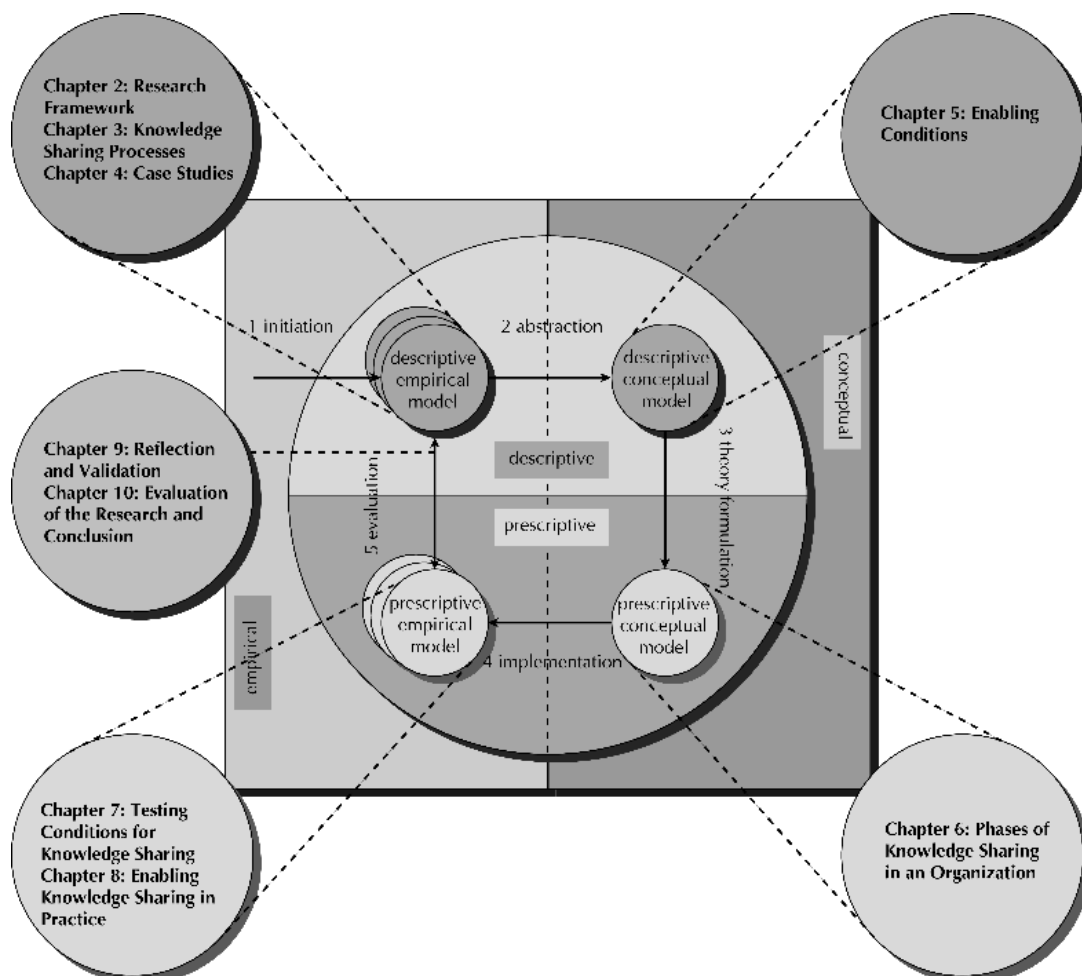 Chapter 2: Research
Framework
Chapter 3: Knowledge
Sharing Processes
Chapter 4: Case Studies
Chapter 5: Enabling
Conditions
1 initiation
2 abstraction
descriptive
empirical
model
descriptive
conceptual
model
conceptual
Chapter 9: Reflection
and Validation
Chapter 10: Evaluation
of the Research and
Conclusion
descriptive
3 theory formulation
5 evaluation
prescriptive
prescriptive
empirical
model
prescriptive
conceptual
model
4 implementation
empirical
Chapter 7: Testing
Conditions for
Knowledge Sharing
Chapter 8: Enabling
Knowledge Sharing in
Practice
Chapter 6: Phases of
Knowledge Sharing
in an Organization